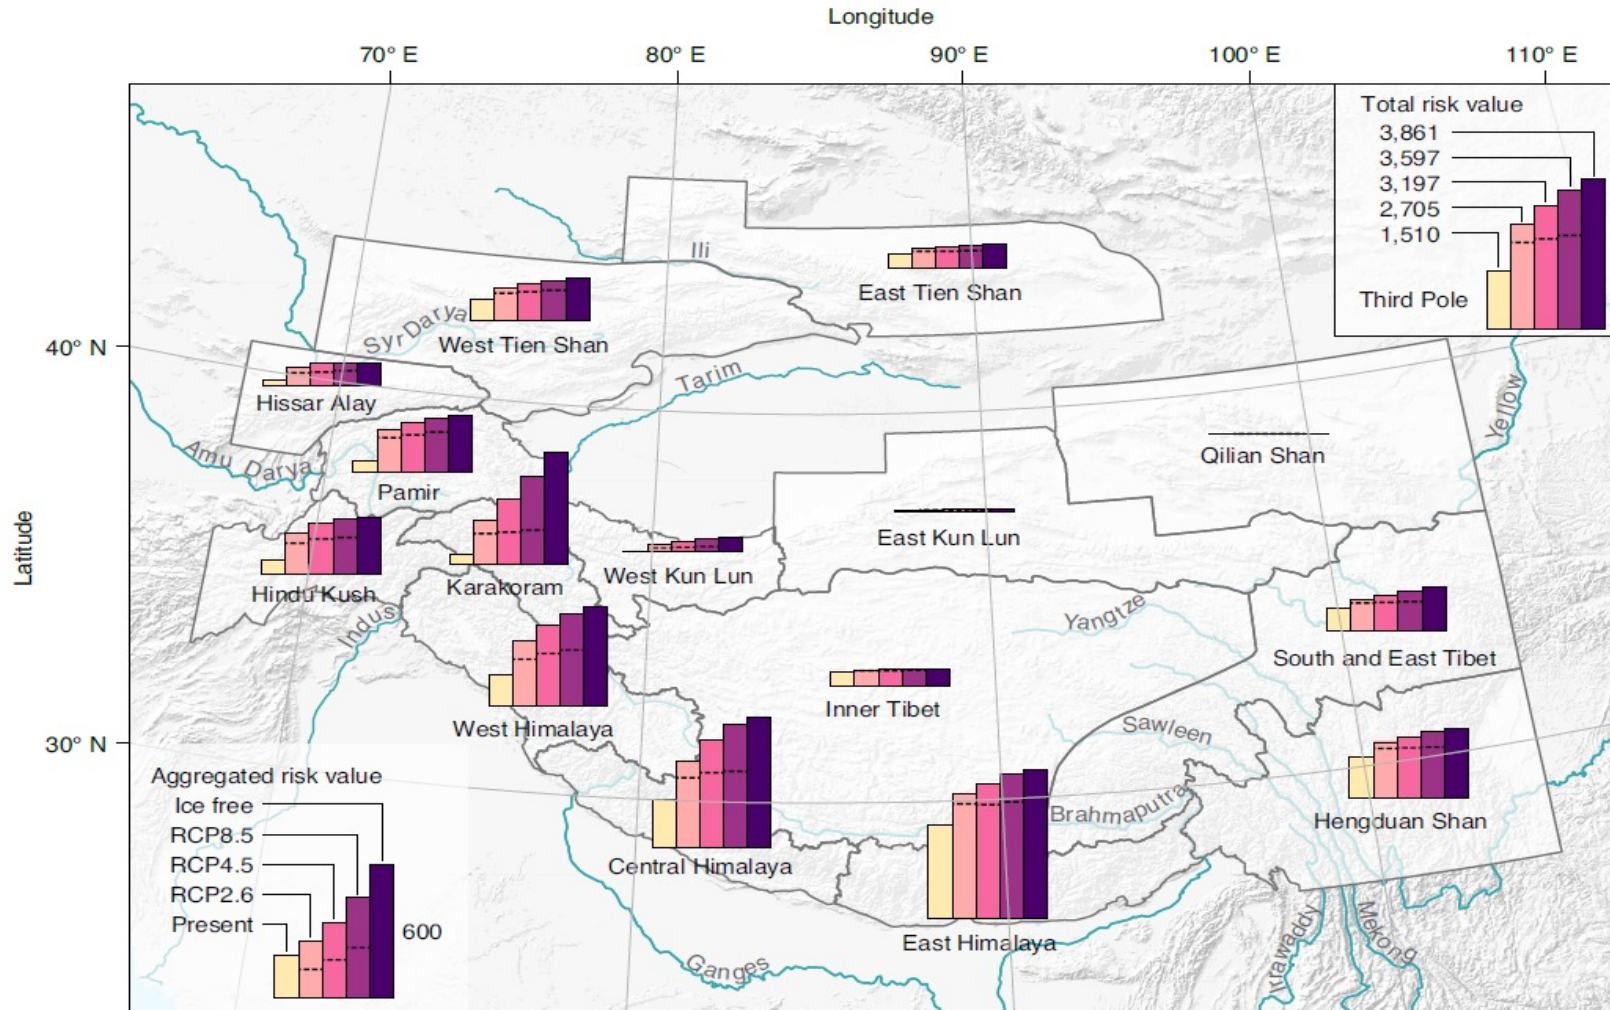 Longitude
70° E
80° E
90° E
100° E
110° E
Total risk value
3,861
3,597
3,197
2,705
1,510
Third Pole
Ili
East Tien Shan
SyrDarya
West Tien Shan
40° N
Tarim
Hissar Alay
Yellow
Amu Darya
Qilian Shan
Pamir
Latitude
East Kun Lun
West Kun Lun
Karakoram
Hindu Kush
Indus
Yangtze
South and East Tibet
Inner Tibet
West Himalaya
Sawleen
30° N
Aggregated risk value
Ice free
RCP8.5
RCP4.5
RCP2.6
Present
600
Brahmaputra
Hengduan Shan
Central Himalaya
East Himalaya
Ganges
Irrawaddy
Mekong